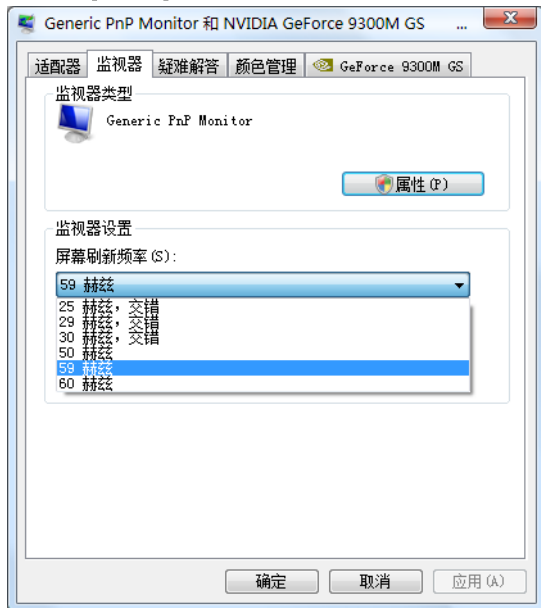 Generic PnP Monitor 和 NVIDIA GeForce 9300M GS ...
适配器 监视器 疑难解答 颜色管理 GeForce 9300M GS
监视器类型
Generic PnP Monitor
属性(P)
监视器设置
屏幕刷新频率(S):
59 赫兹
25 赫兹，交错
29 赫兹，交错
30 赫兹，交错
50 赫兹
59 赫兹
60 赫兹
确定 取消 应用(A)